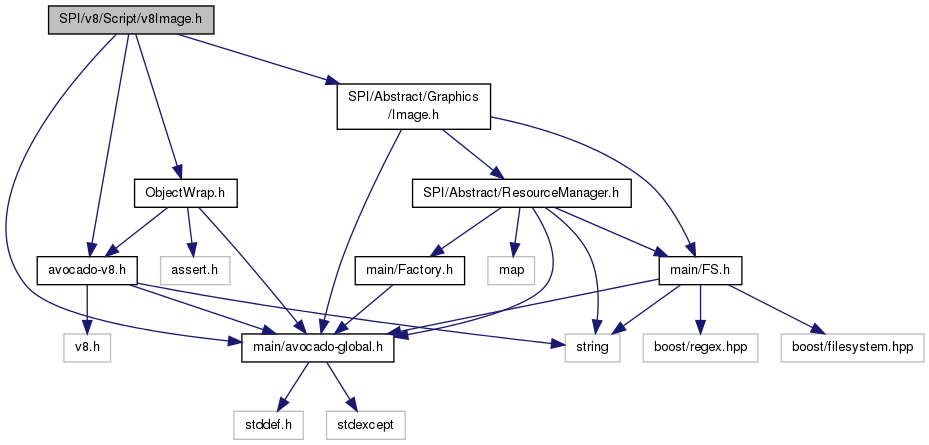 SPI/v8/Script/v8Image.h
SPI/Abstract/Graphics
/Image.h
ObjectWrap.h
SPI/Abstract/ResourceManager.h
avocado-v8.h
assert.h
main/Factory.h
map
main/FS.h
v8.h
main/avocado-global.h
string
boost/regex.hpp
boost/filesystem.hpp
stddef.h
stdexcept